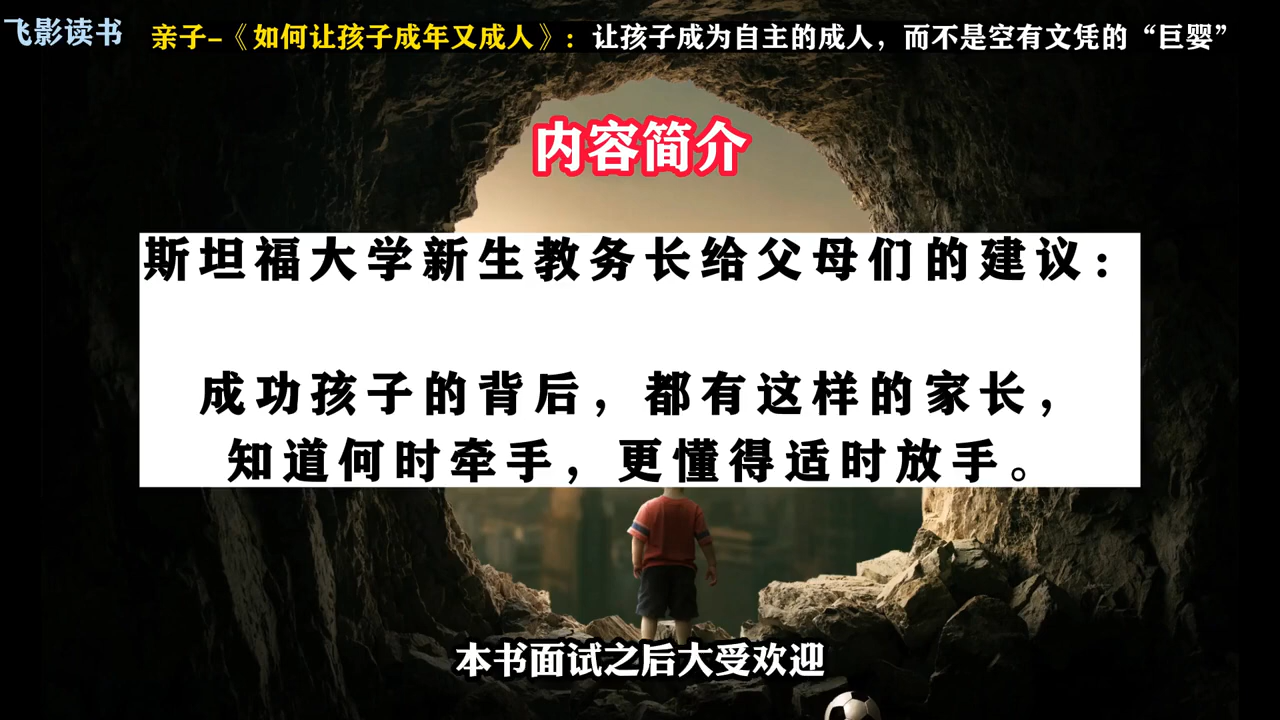 飞影读书
亲子-《如何让孩子成年又成人》：让孩子成为自主的成人，而不是空有文凭的“巨婴”
内容简介
斯坦福大学新生教务长给父母们的建议：
成功孩子的背后，都有这样的家长，
知道何时牵手，更懂得适时放手。
本书面试之后大受欢迎